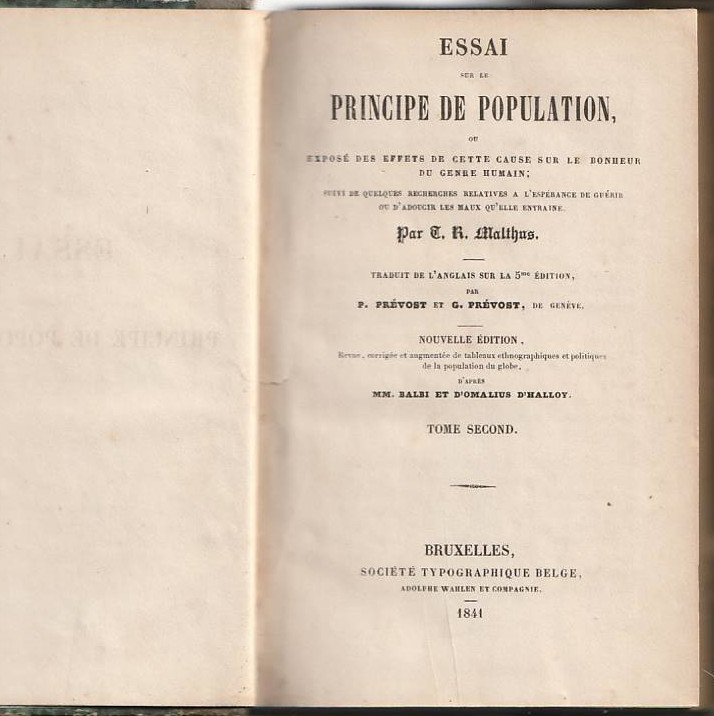 ESSAI
SUR LE
PRINCIPE DE POPULATION,
OU
EXPOSÉ DES EFFETS DE CETTE CAUSE SUR LE BONHEUR
DU GENRE HUMAIN;
SUIVI DE QUELQUES RECHERCHES RELATIVES A L'ESPÉRANCE DE GUÉRIR
OU D'ADOUCIR LES MAUX QU'ELLE ENTRAINE.
Par T. R. Malthus.
TRADUIT DE L'ANGLAIS SUR LA 5me ÉDITION,
PAR
P. PRÉVOST ET G. PRÉVOST, DE GENÈVE.
NOUVELLE ÉDITION,
Revue, corrigée et augmentée de tableaux ethnographiques et politiques
de la population du globe,
D'APRÈS
MM. BALBI ET D'OMALIUS D'HALLOY.
TOME SECOND.
BRUXELLES,
SOCIÉTÉ TYPOGRAPHIQUE BELGE,
ADOLPHE WAHLEN ET COMPAGNIE.
1841